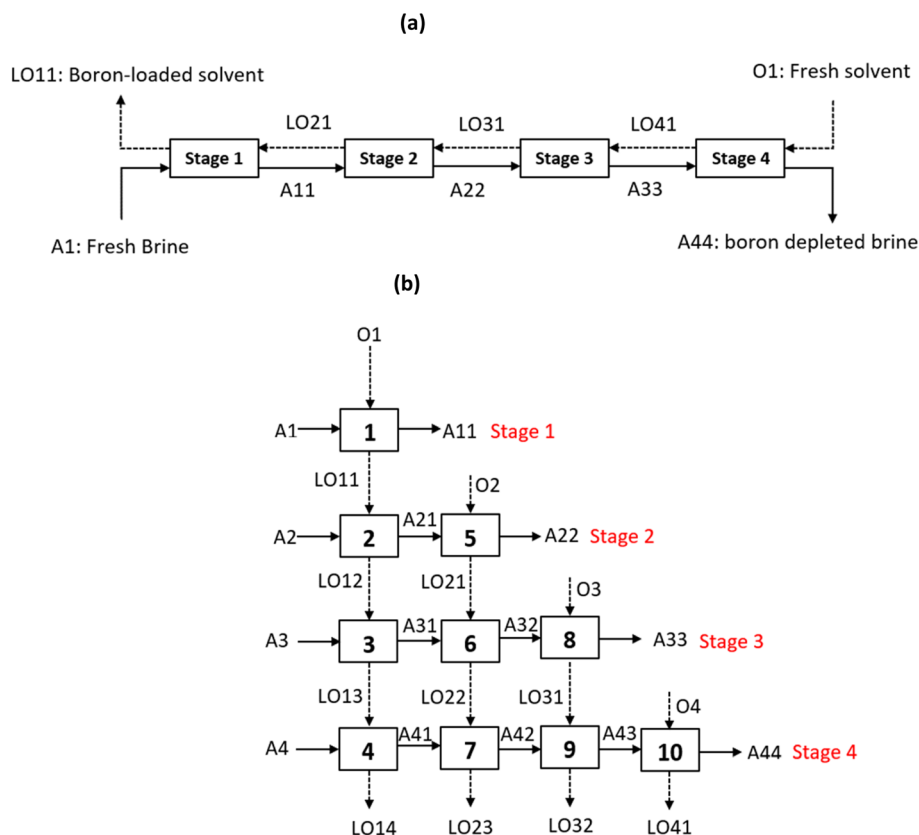 (a)
LO11: Boron-loaded solvent
O1: Fresh solvent
LO21
LO31
LO41
Stage 1
Stage 2
Stage 3
Stage 4
A11
A22
A33
A1: Fresh Brine
A44: boron depleted brine
(b)
O1
A1
1
A11
Stage 1
LO11
O2
A2
2
A21
5
A22
Stage 2
LO12
LO21
O3
A3
3
A31
6
A32
8
A33
Stage 3
LO13
LO22
LO31
O4
A4
4
A41
7
A42
9
A43
10
A44
Stage 4
LO14
LO23
LO32
LO41